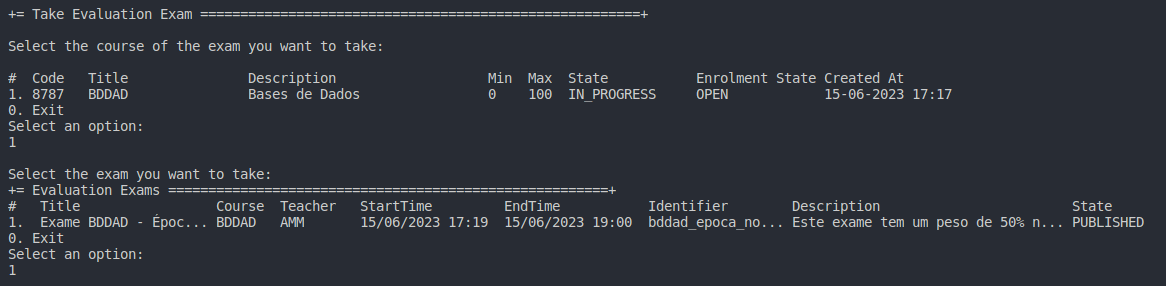 += Take Evaluation Exam =======================================================+
Select the course of the exam you want to take:
# Code Title Description Min Max State Enrolment State Created At
1. 8787 BDDAD Bases de Dados 0 100 IN_PROGRESS OPEN 15-06-2023 17:17
0. Exit
Select an option:
1
Select the exam you want to take:
+= Evaluation Exams =======================================================+
# Title Course Teacher StartTime EndTime Identifier Description State
1. Exame BDDAD - Époc... BDDAD AMM 15/06/2023 17:19 15/06/2023 19:00 bddad_epoca_no... Este exame tem um peso de 50% n... PUBLISHED
0. Exit
Select an option:
1